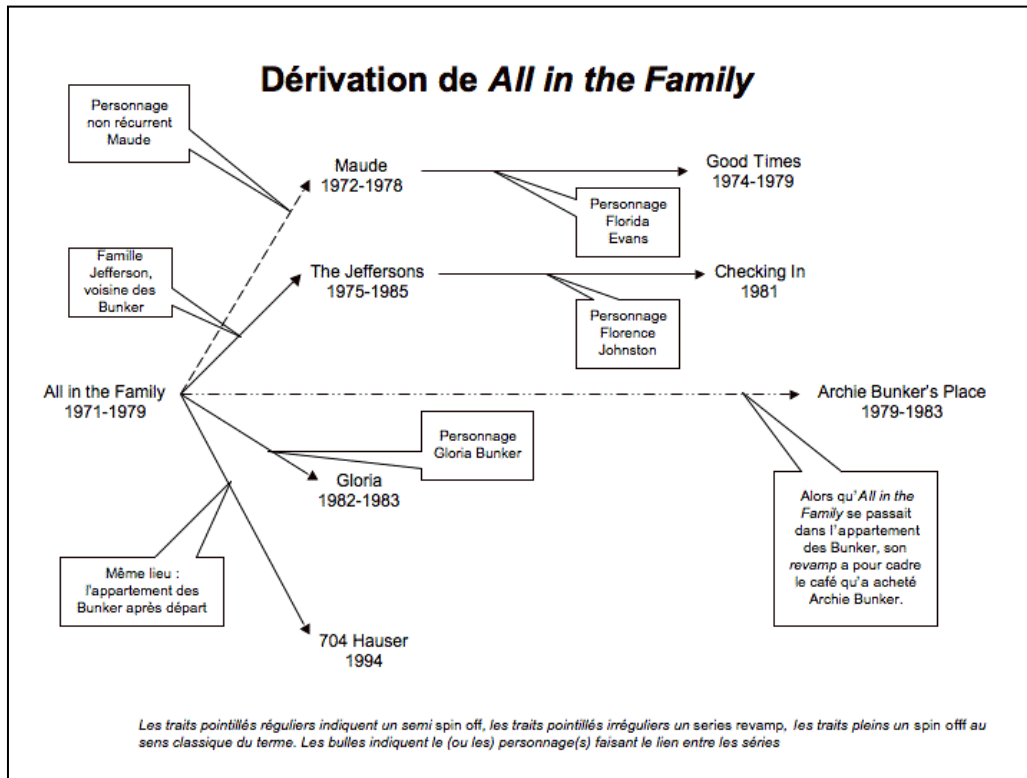 Dérivation de All in the Family
Personnage
non récurrent
Maude
Maude
1972-1978
Good Times
1974-1979
Personnage
Florida
Evans
Famille
Jefferson,
voisine des
Bunker
The Jeffersons
1975-1985
Checking In
1981
Personnage
Florence
Johnston
All in the Family
1971-1979
Archie Bunker's Place
1979-1983
Personnage
Gloria Bunker
Gloria
1982-1983
Alors qu'All in the
Family se passait
dans l'appartement
des Bunker, son
revamp a pour cadre
le café qu'a acheté
Archie Bunker.
Même lieu :
l'appartement des
Bunker après départ
704 Hauser
1994
Les traits pointillés réguliers indiquent un semi spin off, les traits pointillés irréguliers un series revamp, les traits pleins un spin offf au
sens classique du terme. Les bulles indiquent le (ou les) personnage(s) faisant le lien entre les séries